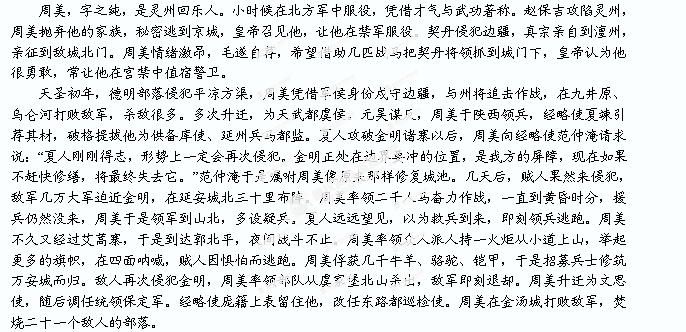 周美，字之纯，是灵州回乐人。小时候在北方军中服役，凭借才气与武功著称。赵保吉攻陷灵州，
周美抛弃他的家族，秘密逃到京城，皇帝召见他，让他在禁军服役。契丹侵犯边疆，真宗亲自到澶州，
亲征到敌城北门。周美情绪激昂，毛遂自荐，希望借助几匹战马把契丹将领抓到城门下，皇帝认为他
很勇敢，常让他在宫禁中值宿警卫。
天圣初年，德明部落侵犯平凉方渠，周美凭借军侯身份戍守边疆，与州将追击作战，在九井原、
乌仑河打败敌军，杀敌很多。多次升迁，为天武都虞侯。元昊谋反，周美于陕西领兵，经略使夏竦引
荐其材，破格提拔他为供备库使、延州兵马都监。夏人攻破金明诸寨以后，周美向经略使范仲淹请求
说：“夏人刚刚得志，形势上一定会再次侵犯。金明正处在边界要冲的位置，是我方的屏障，现在如果
不赶快修缮，将最终失去它。”范仲淹于是属咐周美像原来那样修复城池。几天后，贼人果然来侵犯，
敌军几万大军迫近金明，在延安城北三十里布阵，周美率领二千人马奋力作战，一直到黄昏时分，援
兵仍然没来，周美于是领军到山北，多设疑兵。夏人远远望见，以为救兵到来，即刻领兵逃跑。周美
不久又经过艾蒿寨，于是到达郭北平，夜间战斗不止，周美率领众人派人持一火炬从小道上山，举起
更多的旗帜，在四面呐喊，贼人因惧怕而逃跑。周美俘获几千牛羊、骆驼、铠甲，于是招募兵士修筑
万安城而归。敌人再次侵犯金明，周美率领部队从虞家堡北山杀出，敌军即刻退却。周美升迁为文思
使，随后调任统领保定军。经略使庞籍上表留住他，改任东路都巡检使。周美在金汤城打败敌军，焚
烧二十一个敌人的部落。